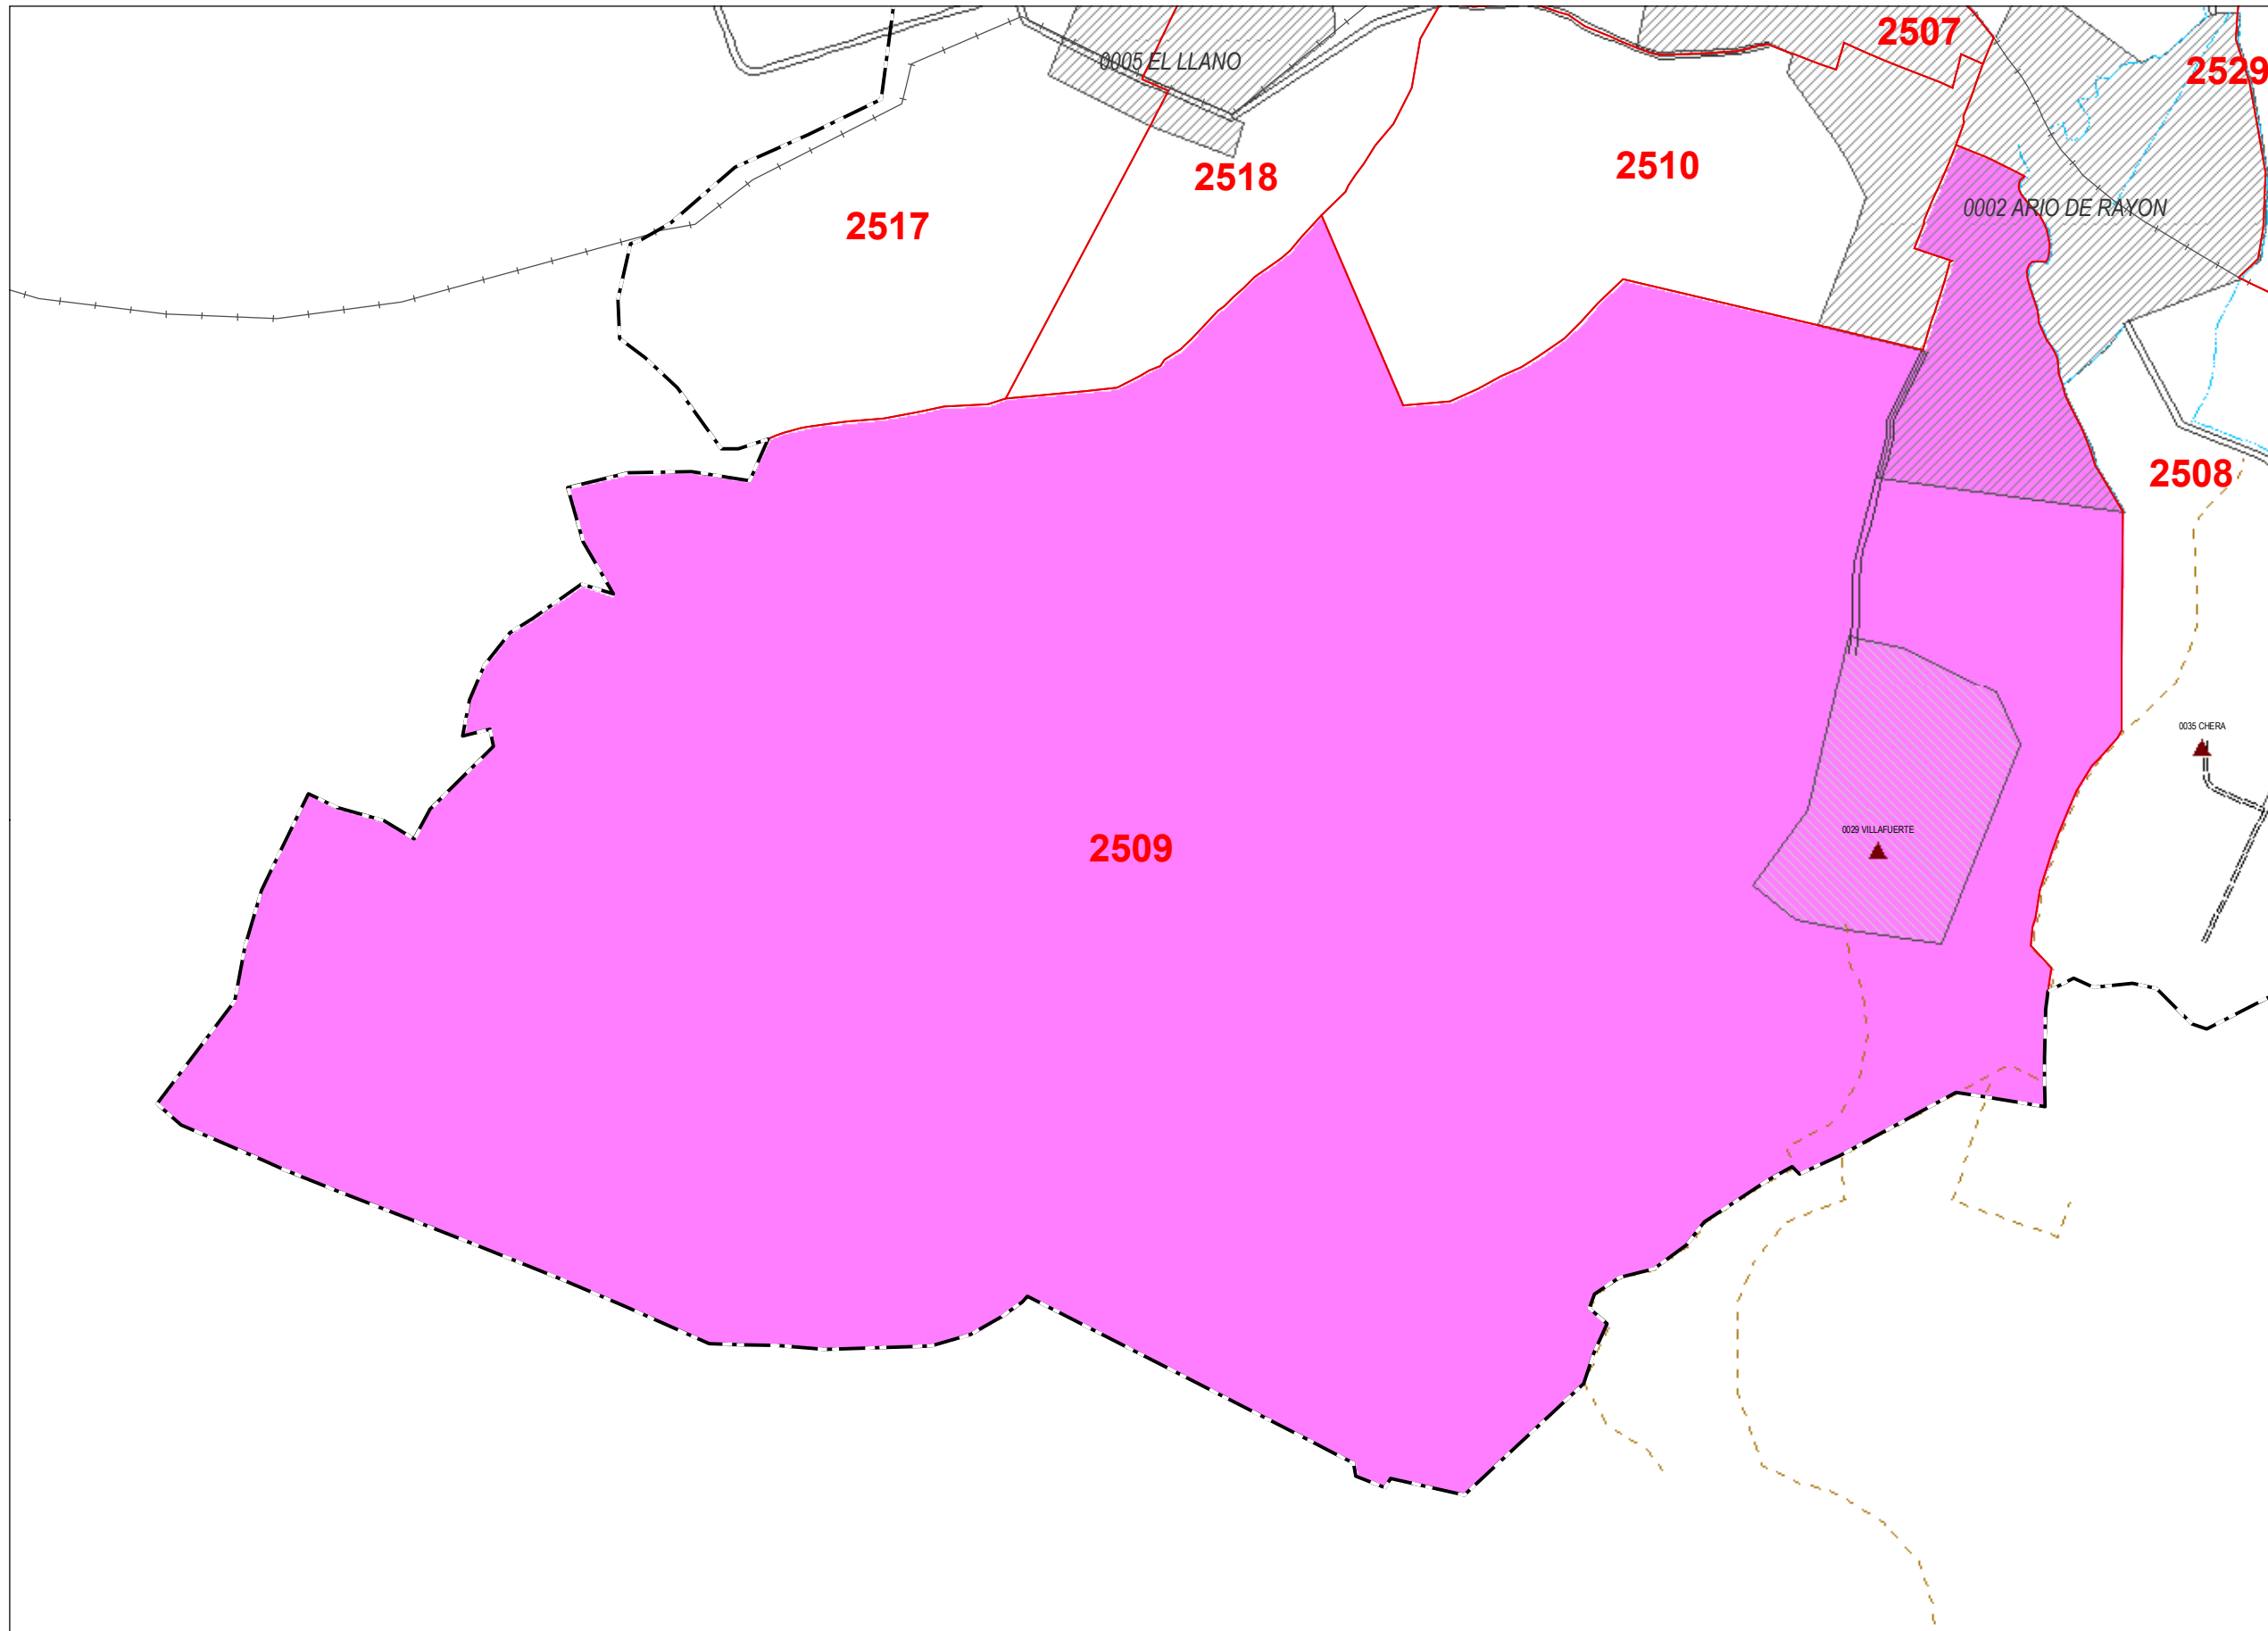 2507
0005 EL LLANO
2529
2510
2518
0002 ARIO DE RAYON
2517
2508
0035 CHERA
0029 VILLAFUERTE
2509